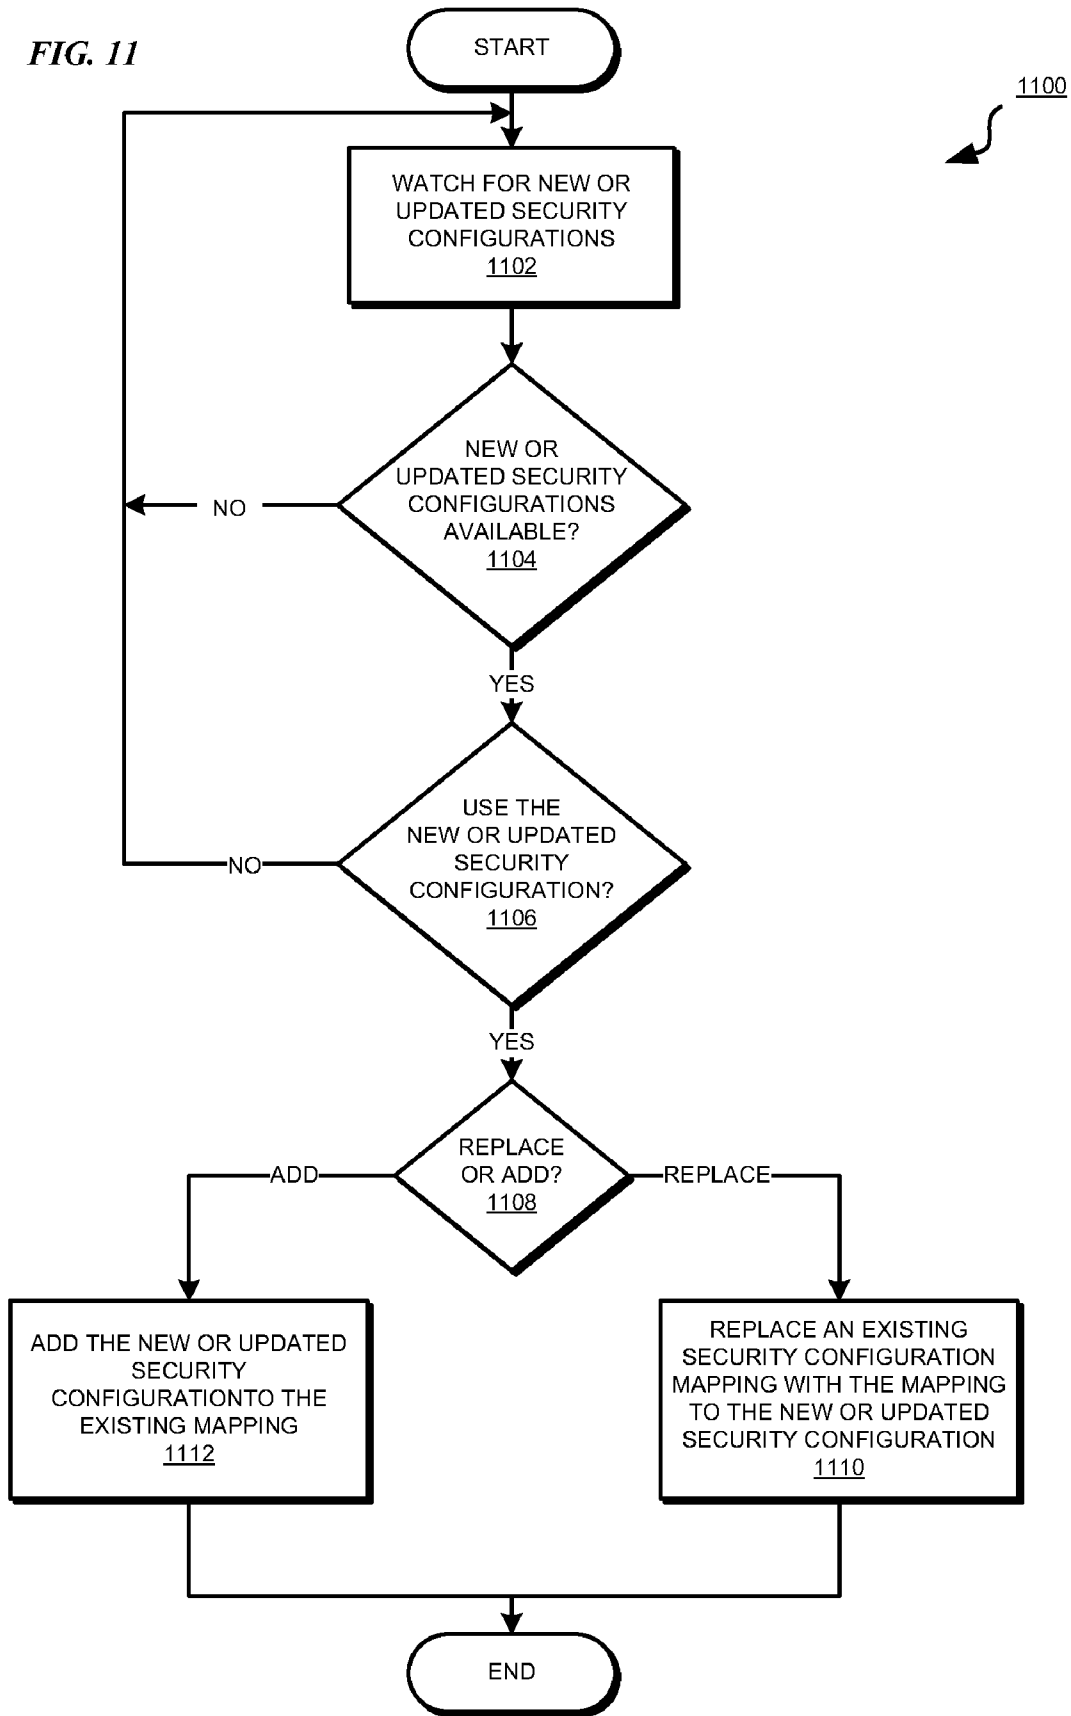 FIG. 11
START
1100
WATCH FOR NEW OR
UPDATED SECURITY
CONFIGURATIONS
1102
NEW OR
UPDATED SECURITY
CONFIGURATIONS
AVAILABLE?
1104
NO
YES
USE THE
NEW OR UPDATED
SECURITY
CONFIGURATION?
1106
NO
YES
REPLACE
OR ADD?
1108
ADD
REPLACE
ADD THE NEW OR UPDATED
SECURITY
CONFIGURATIONTO THE
EXISTING MAPPING
1112
REPLACE AN EXISTING
SECURITY CONFIGURATION
MAPPING WITH THE MAPPING
TO THE NEW OR UPDATED
SECURITY CONFIGURATION
1110
END